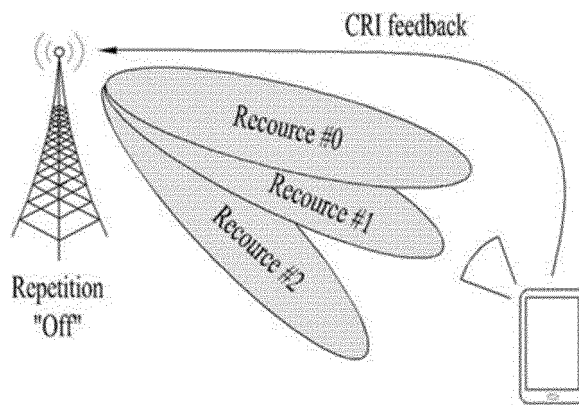 CRI feedback
Recource #0
Recource #1
Recource #2
Repetition
"Off"